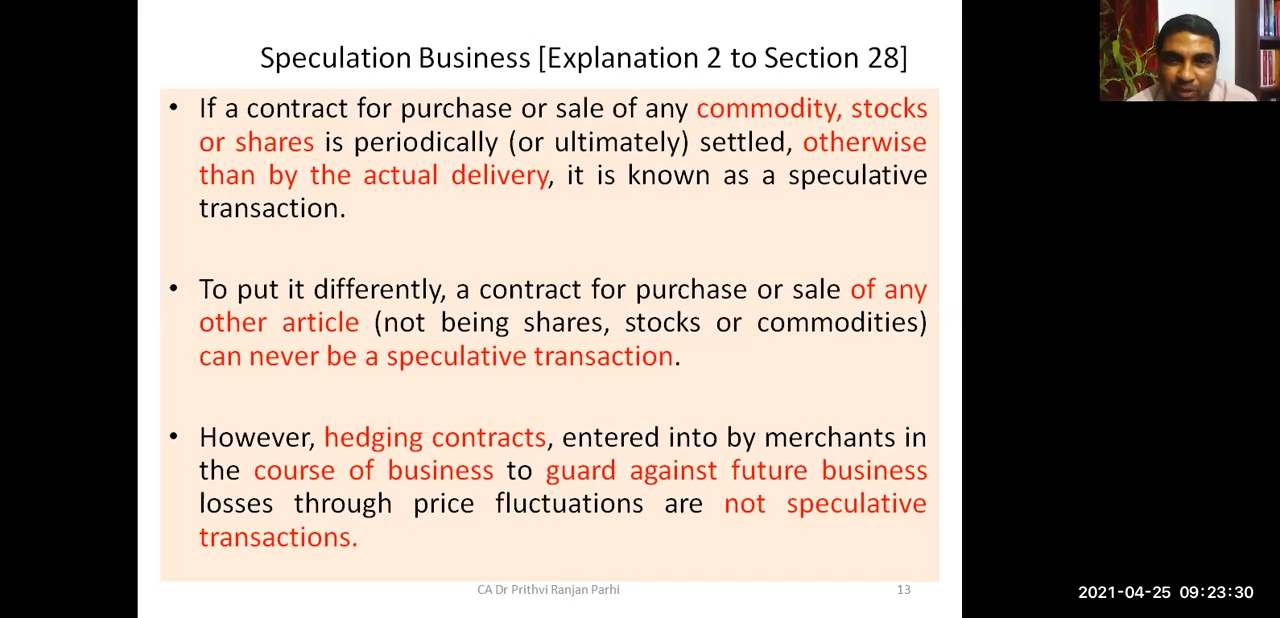 Speculation Business [Explanation 2 to Section 28]
• If a contract for purchase or sale of any commodity, stocks
or shares is periodically (or ultimately) settled, otherwise
than by the actual delivery, it is known as a speculative
transaction.
• To put it differently, a contract for purchase or sale of any
other article (not being shares, stocks or commodities)
can never be a speculative transaction.
• However, hedging contracts, entered into by merchants in
the course of business to guard against future business
losses through price fluctuations are not speculative
transactions.
CA Dr Prithvi Ranjan Parhi
13
2021-04-25 09:23:30